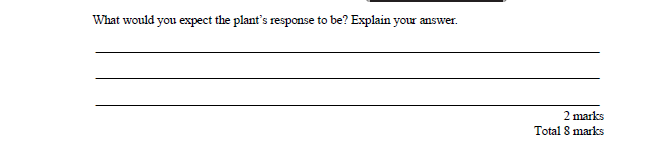 What would you expect the plant's response to be? Explain your answer.
2 marks
Total 8 marks